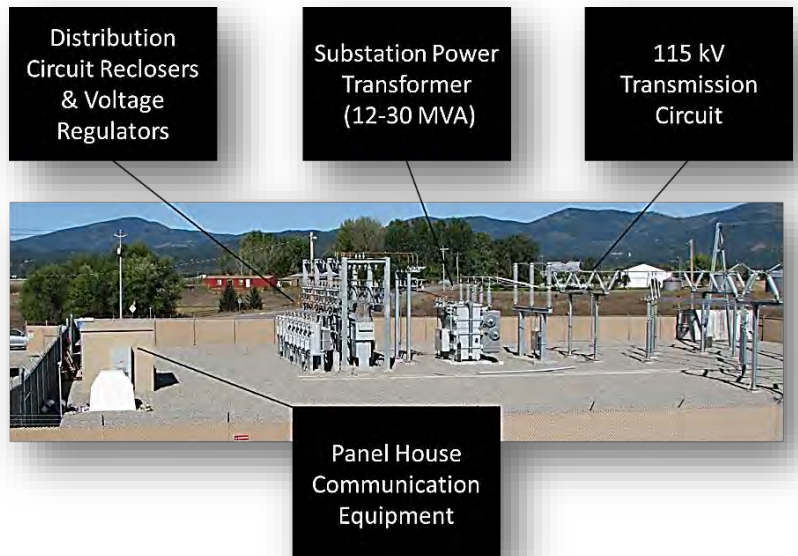 Distribution
Circuit Reclosers
& Voltage
Regulators
Substation Power
Transformer
(12-30 MVA)
115 kV
Transmission
Circuit
Panel House
Communication
Equipment